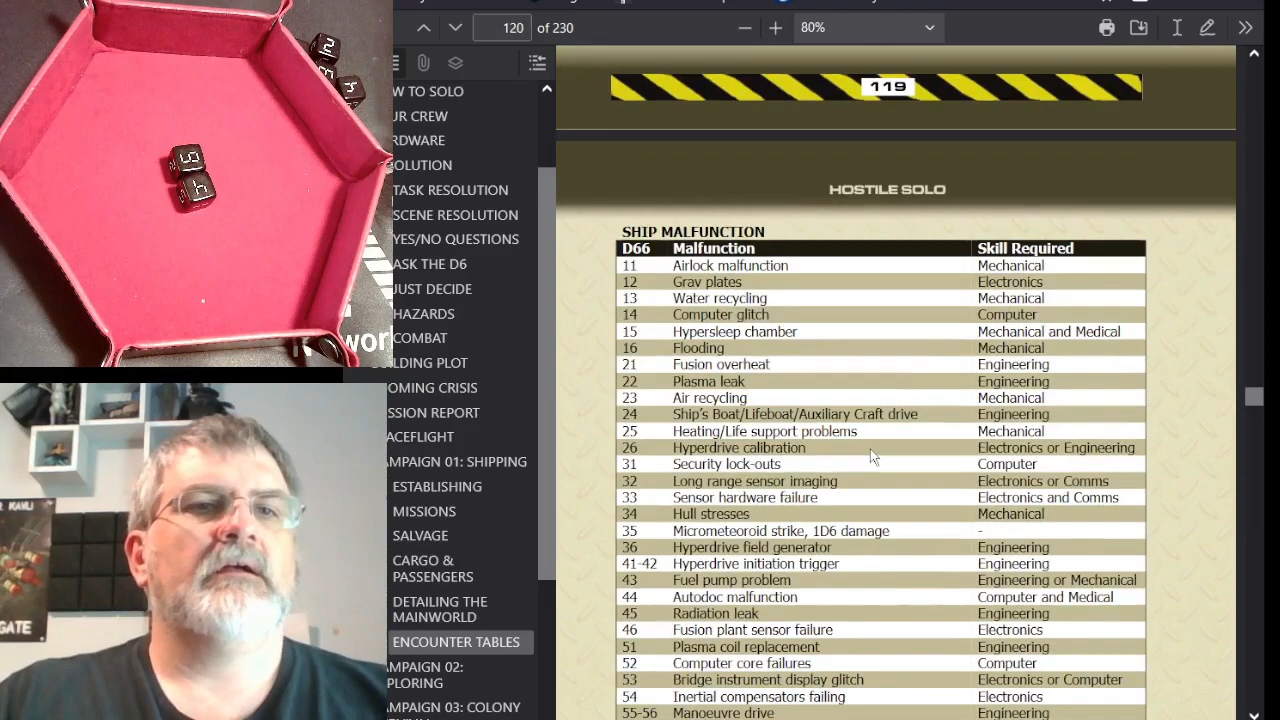 120 of 230
80%
W TO SOLO
UR CREW
RDWARE
OLUTION
TASK RESOLUTION
SCENE RESOLUTION
YES/NO QUESTIONS
ASK THE D6
JUST DECIDE
HAZARDS
COMBAT
ILDING PLOT
OMING CRISIS
SSION REPORT
ACEFLIGHT
AMPAIGN 01: SHIPPING
ESTABLISHING
MISSIONS
SALVAGE
CARGO &
PASSENGERS
DETAILING THE
MAINWORLD
ENCOUNTER TABLES
AMPAIGN 02:
PLORING
AMPAIGN 03: COLONY
119
HOSTILE SOLO
SHIP MALFUNCTION
D66 Malfunction Skill Required
11 Airlock malfunction Mechanical
12 Grav plates Electronics
13 Water recycling Mechanical
14 Computer glitch Computer
15 Hypersleep chamber Mechanical and Medical
16 Flooding Mechanical
21 Fusion overheat Engineering
22 Plasma leak Engineering
23 Air recycling Mechanical
24 Ship's Boat/Lifeboat/Auxiliary Craft drive Engineering
25 Heating/Life support problems Mechanical
26 Hyperdrive calibration Electronics or Engineering
31 Security lock-outs Computer
32 Long range sensor imaging Electronics or Comms
33 Sensor hardware failure Electronics and Comms
34 Hull stresses Mechanical
35 Micrometeoroid strike, 1D6 damage -
36 Hyperdrive field generator Engineering
41-42 Hyperdrive initiation trigger Engineering
43 Fuel pump problem Engineering or Mechanical
44 Autodoc malfunction Computer and Medical
45 Radiation leak Engineering
46 Fusion plant sensor failure Electronics
51 Plasma coil replacement Engineering
52 Computer core failures Computer
53 Bridge instrument display glitch Electronics or Computer
54 Inertial compensators failing Electronics
55-56 Manoeuvre drive Engineering
GATE